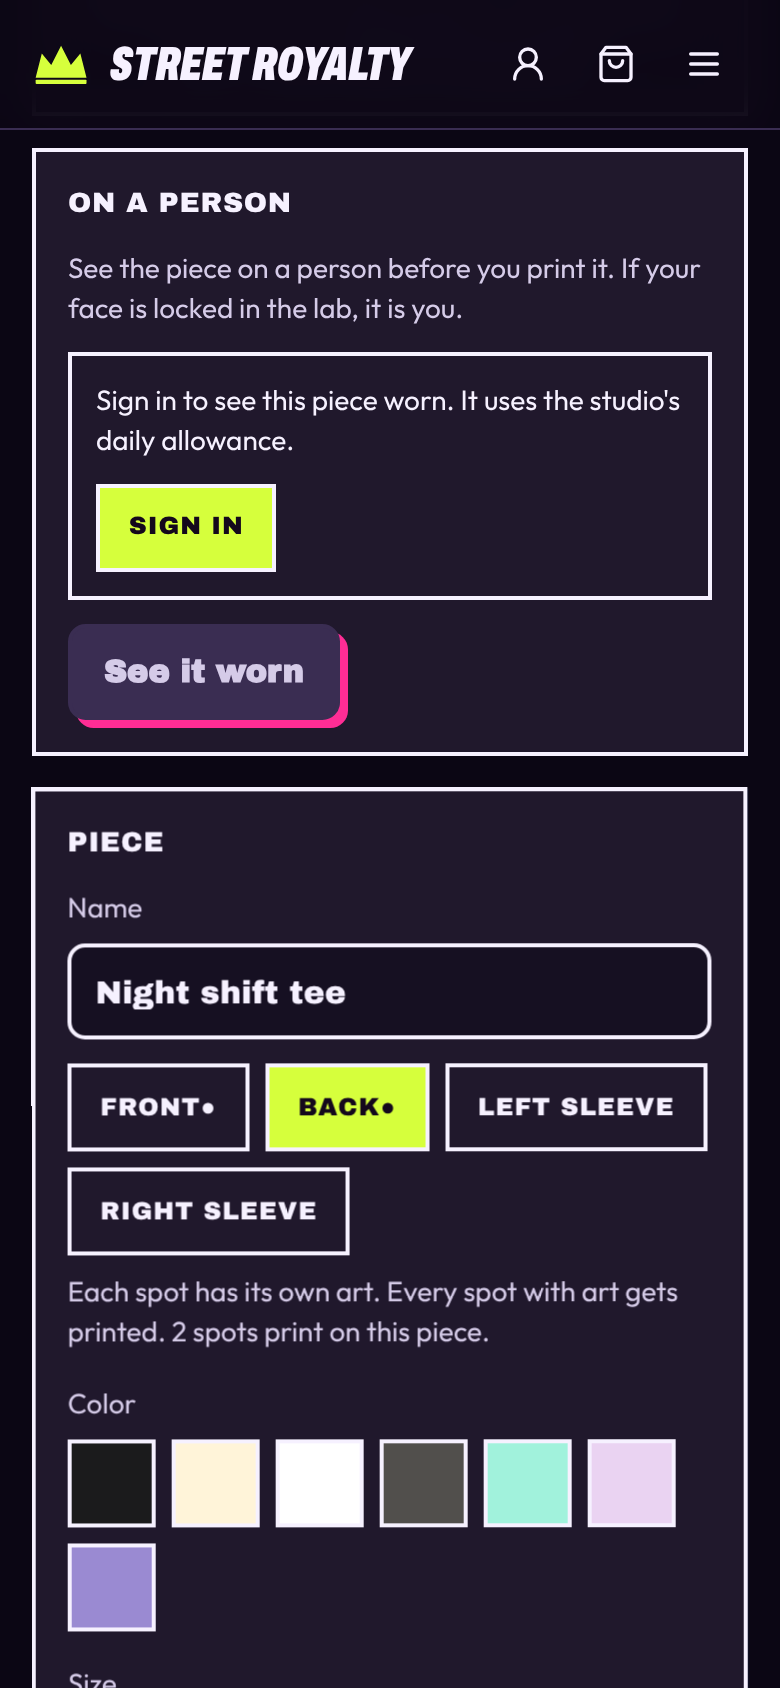 STREET ROYALTY
ON A PERSON
See the piece on a person before you print it. If your
face is locked in the lab, it is you.
Sign in to see this piece worn. It uses the studio's
daily allowance.
SIGN IN
See it worn
PIECE
Name
Night shift tee
FRONT•
BACK•
LEFT SLEEVE
RIGHT SLEEVE
Each spot has its own art. Every spot with art gets
printed. 2 spots print on this piece.
Color
Size